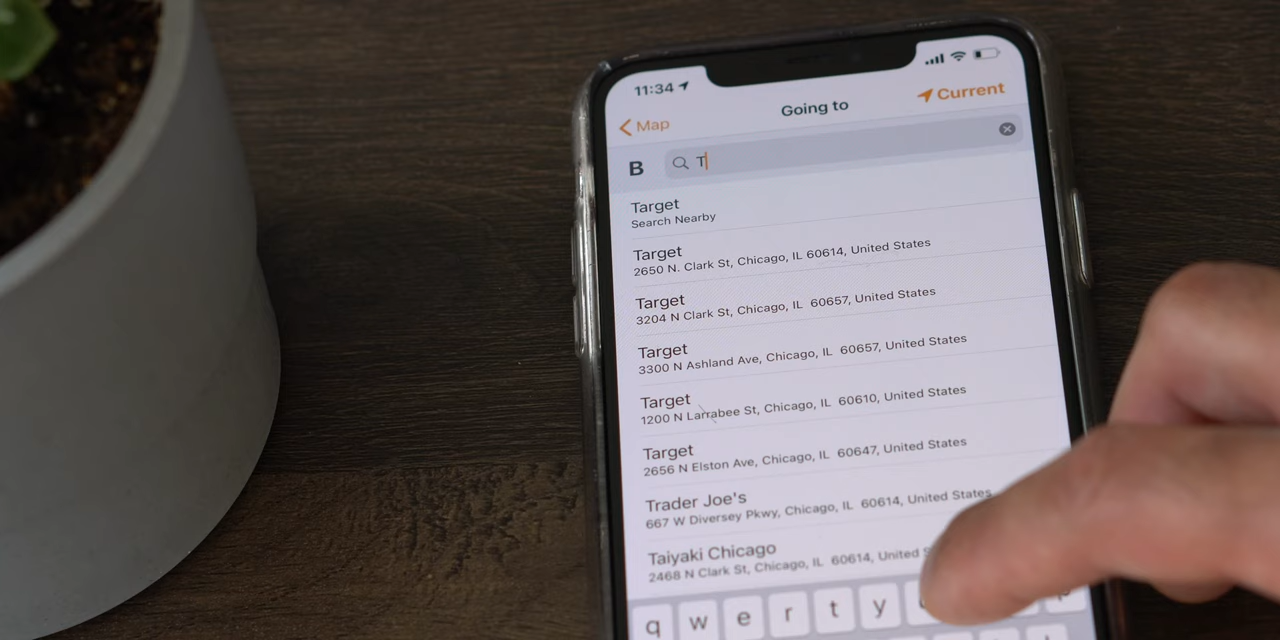 11:34
Map
Going to
Current
B
T
Target
Search Nearby
Target
2650 N. Clark St, Chicago, IL 60614, United States
Target
3204 N Clark St, Chicago, IL 60657, United States
Target
3300 N Ashland Ave, Chicago, IL 60657, United States
Target
1200 N Larrabee St, Chicago, IL 60610, United States
Target
2656 N Elston Ave, Chicago, IL 60647, United States
Trader Joe's
667 W Diversey Pkwy, Chicago, IL 60614, United States
Taiyaki Chicago
2468 N Clark St, Chicago, IL 60614, United
q w e r t y p